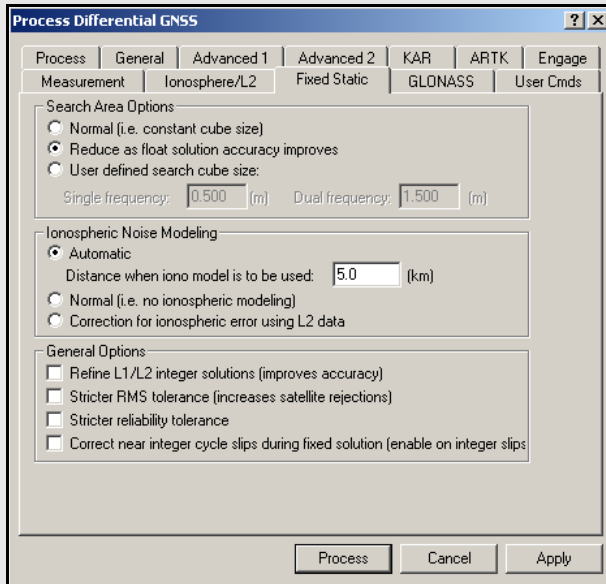 Process Differential GNSS
Process General Advanced 1 Advanced 2 KAR ARTK Engage
Measurement Ionosphere/L2 Fixed Static GLONASS User Cmds
Search Area Options
Normal (i.e. constant cube size)
Reduce as float solution accuracy improves
User defined search cube size:
Single frequency: 0.500 (m) Dual frequency: 1.500 (m)
Ionospheric Noise Modeling
Automatic
Distance when iono model is to be used: 5.0 (km)
Normal (i.e. no ionospheric modeling)
Correction for ionospheric error using L2 data
General Options
Refine L1/L2 integer solutions (improves accuracy)
Stricter RMS tolerance (increases satellite rejections)
Stricter reliability tolerance
Correct near integer cycle slips during fixed solution (enable on integer slips
Process Cancel Apply